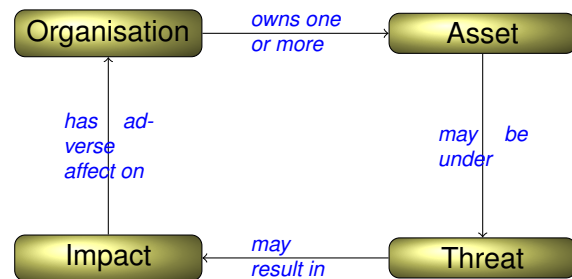 Organisation
owns one
or more
Asset
has ad-
verse
affect on
may be
under
Impact
may
result in
Threat